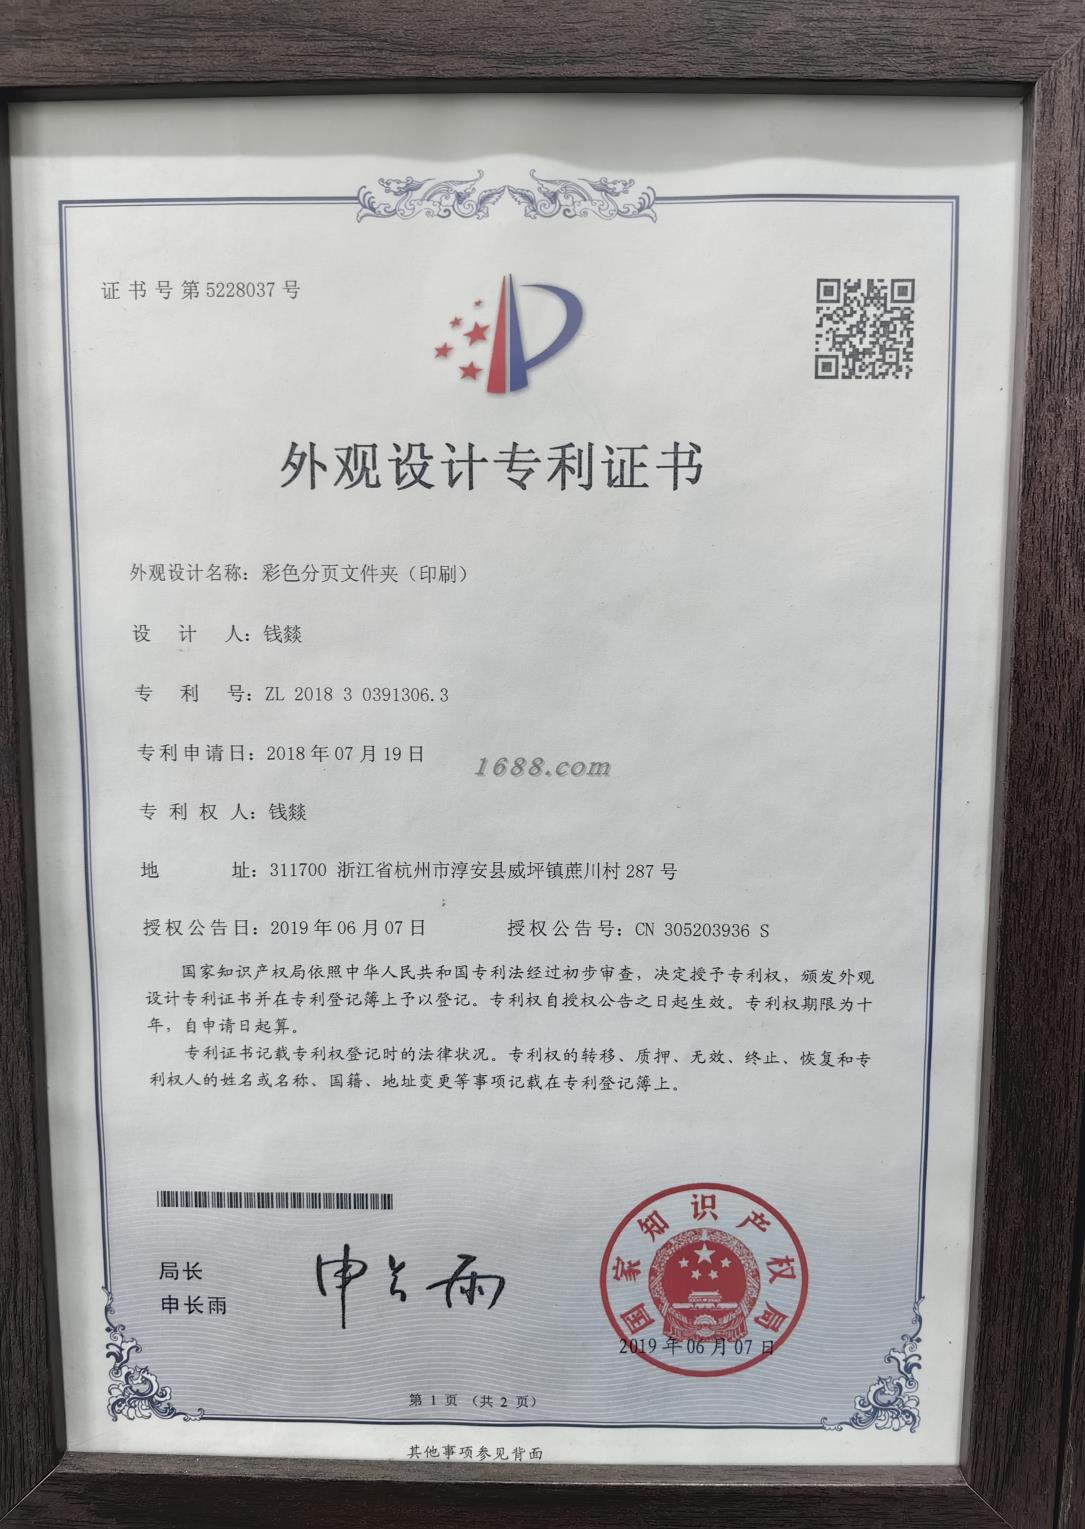 证书号第5228037号
外观设计专利证书
外观设计名称：彩色分页文件夹（印刷）
设计人：钱燚
专利号：ZL 2018 3 0391306.3
专利申请日：2018年07月19日
1688.com
专利权人：钱燚
地址：311700 浙江省杭州市淳安县威坪镇蔗川村287号
授权公告日：2019年06月07日 授权公告号：CN 305203936 S
国家知识产权局依照中华人民共和国专利法经过初步审查，决定授予专利权，颁发外观
设计专利证书并在专利登记簿上予以登记。专利权自授权公告之日起生效。专利权期限为十
年，自申请日起算。
专利证书记载专利权登记时的法律状况。专利权的转移、质押、无效、终止、恢复和专
利权人的姓名或名称、国籍、地址变更等事项记载在专利登记簿上。
局长
申长雨
申长雨
国家知识产权局
2019年06月07日
第1页（共2页）
其他事项参见背面